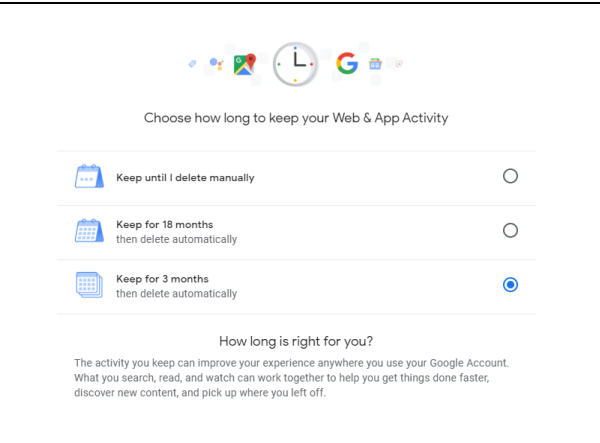 Choose how long to keep your Web & App Activity
Keep until I delete manually
Keep for 18 months
then delete automatically
Keep for 3 months
then delete automatically
How long is right for you?
The activity you keep can improve your experience anywhere you use your Google Account.
What you search, read, and watch can work together to help you get things done faster,
discover new content, and pick up where you left off.